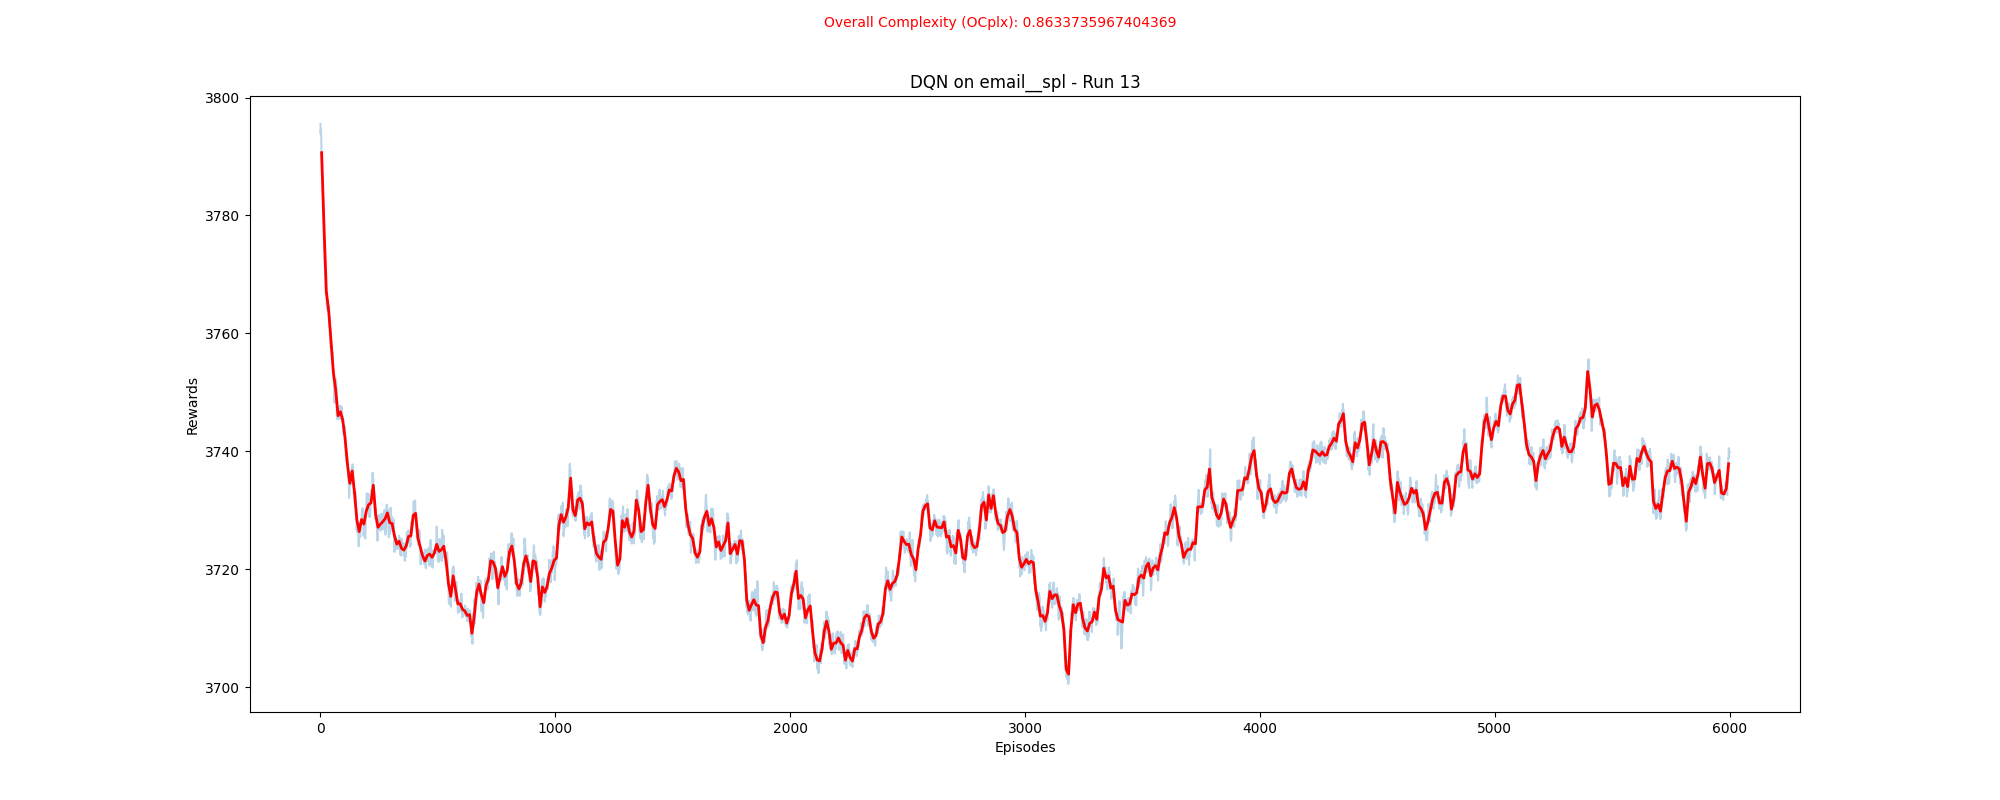 Overall Complexity (OCplx): 0.8633735967404369
DQN on email__spl - Run 13
3800
3780
3760
3740
3720
3700
Rewards
0 1000 2000 3000 4000 5000 6000
Episodes